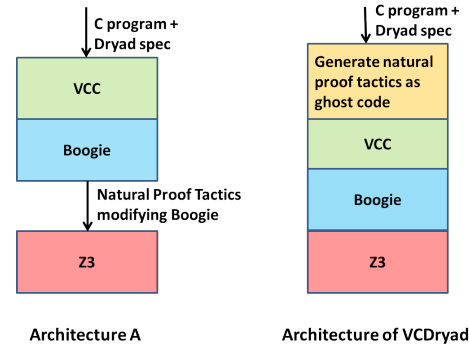 C program +
Dryad spec
VCC
Boogie
Natural Proof Tactics
modifying Boogie
Z3
Architecture A
C program +
Dryad spec
Generate natural
proof tactics as
ghost code
VCC
Boogie
Z3
Architecture of VCDryad